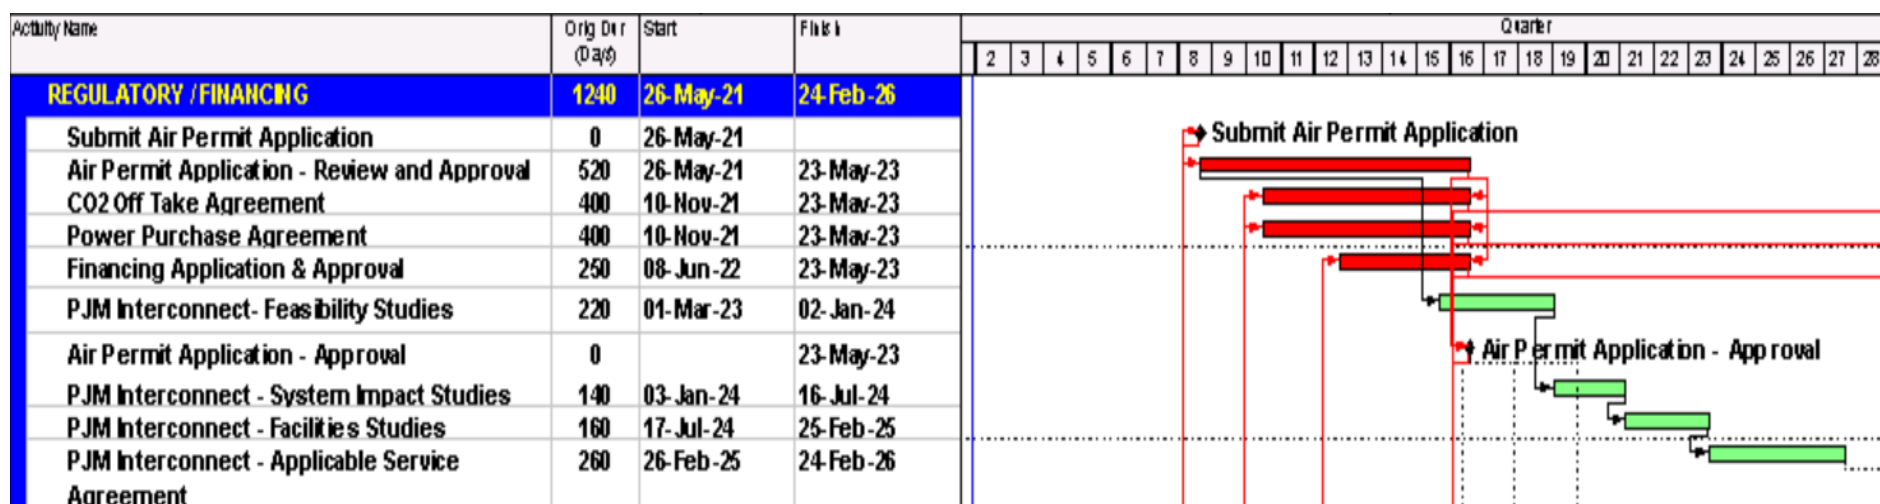 Activity Name Orig Dur Start Finish Quarter
(Days) 2 3 4 5 6 7 8 9 10 11 12 13 14 15 16 17 18 19 20 21 22 23 24 25 26 27 28
REGULATORY / FINANCING 1240 26-May-21 24-Feb-26
Submit Air Permit Application 0 26-May-21 Submit Air Permit Application
Air Permit Application - Review and Approval 520 26-May-21 23-May-23
CO2 Off Take Agreement 400 10-Nov-21 23-May-23
Power Purchase Agreement 400 10-Nov-21 23-May-23
Financing Application & Approval 250 08-Jun-22 23-May-23
PJM Interconnect- Feasibility Studies 220 01-Mar-23 02-Jan-24
Air Permit Application - Approval 0 23-May-23 Air Permit Application - Approval
PJM Interconnect - System Impact Studies 140 03-Jan-24 16-Jul-24
PJM Interconnect - Facilities Studies 160 17-Jul-24 25-Feb-25
PJM Interconnect - Applicable Service 260 26-Feb-25 24-Feb-26
Agreement